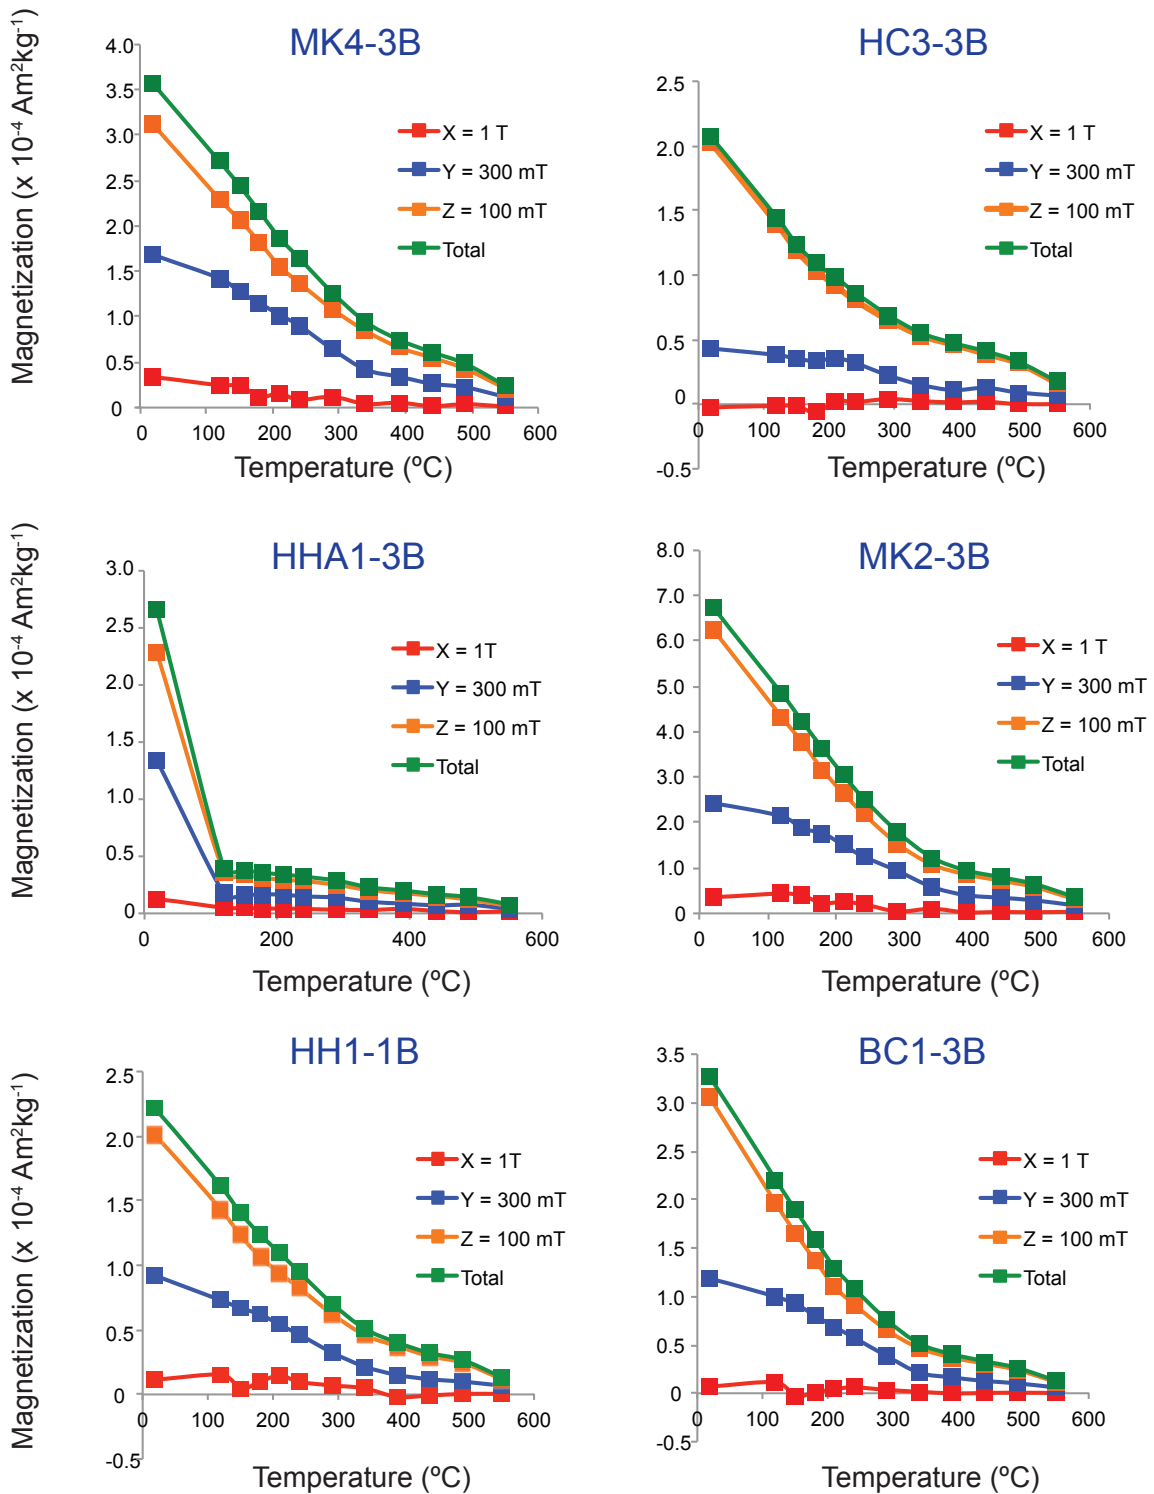 MK4-3B
Magnetization (x 10⁻⁴ Am²kg⁻¹)
4.0
3.5
3.0
2.5
2.0
1.5
1.0
0.5
0
0 100 200 300 400 500 600
Temperature (ºC)
X = 1 T
Y = 300 mT
Z = 100 mT
Total
HC3-3B
2.5
2.0
1.5
1.0
0.5
0
-0.5
0 100 200 300 400 500 600
Temperature (ºC)
X = 1 T
Y = 300 mT
Z = 100 mT
Total
HHA1-3B
Magnetization (x 10⁻⁴ Am²kg⁻¹)
3.0
2.5
2.0
1.5
1.0
0.5
0
0 200 400 600
Temperature (ºC)
X = 1T
Y = 300 mT
Z = 100 mT
Total
MK2-3B
8.0
7.0
6.0
5.0
4.0
3.0
2.0
1.0
0
0 100 200 300 400 500 600
Temperature (ºC)
X = 1 T
Y = 300 mT
Z = 100 mT
Total
HH1-1B
Magnetization (x 10⁻⁴ Am²kg⁻¹)
2.5
2.0
1.5
1.0
0.5
0
-0.5
0 100 200 300 400 500 600
Temperature (ºC)
X = 1T
Y = 300 mT
Z = 100 mT
Total
BC1-3B
3.5
3.0
2.5
2.0
1.5
1.0
0.5
0
-0.5
0 100 200 300 400 500 600
Temperature (ºC)
X = 1 T
Y = 300 mT
Z = 100 mT
Total